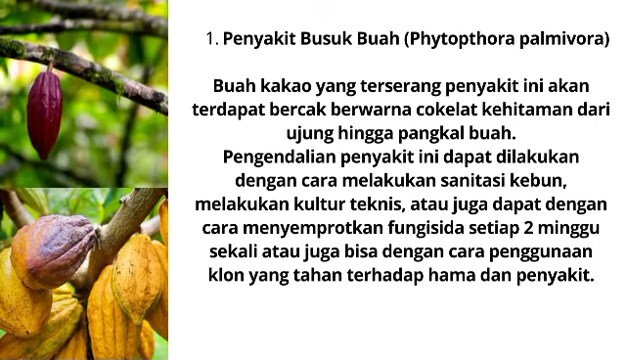 1. Penyakit Busuk Buah (Phytopthora palmivora)
Buah kakao yang terserang penyakit ini akan
terdapat bercak berwarna cokelat kehitaman dari
ujung hingga pangkal buah.
Pengendalian penyakit ini dapat dilakukan
dengan cara melakukan sanitasi kebun,
melakukan kultur teknis, atau juga dapat dengan
cara menyemprotkan fungisida setiap 2 minggu
sekali atau juga bisa dengan cara penggunaan
klon yang tahan terhadap hama dan penyakit.